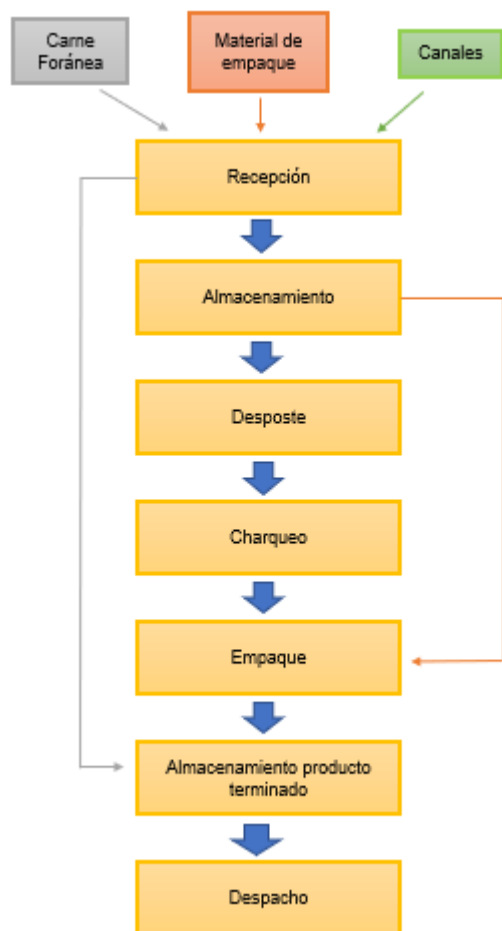 Carne
Foránea
Material de
empaque
Canales
Recepción
Almacenamiento
Desposte
Charqueo
Empaque
Almacenamiento producto
terminado
Despacho